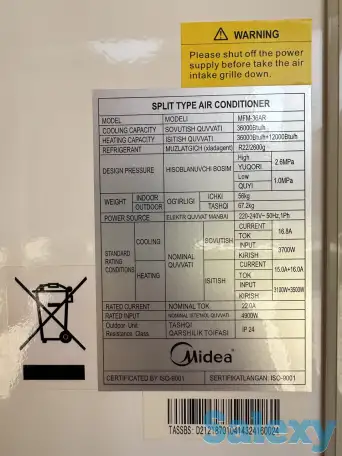 WARNING
Please shut off the power
supply before take the air
intake grille down.
SPLIT TYPE AIR CONDITIONER
MODEL MODELI MFM-36AR
COOLING CAPACITY SOVUTISH QUVVATI 36000Btu/h
HEATING CAPACITY ISITISH QUVVATI 36000Btu/h+12000Btu/h
REFRIGERANT MUZLATGICH (xladagent) R22/2600g
DESIGN PRESSURE HISOBLANUVCHI BOSIM High YUQORI 2.6MPa
Low QUYI 1.0MPa
WEIGHT INDOOR OG'IRLIGI ICHKI 56kg
OUTDOOR TASHQI 67.2kg
POWER SOURCE ELEKTR QUVVAT MANBAI 220-240V~ 50Hz,1Ph
STANDARD RATING CONDITIONS COOLING NOMINAL QUVVATI SOVUTISH CURRENT TOK 16.8A
INPUT KIRISH 3700W
HEATING ISITISH CURRENT TOK 15.0A+16.0A
INPUT KIRISH 3100W+3500W
RATED CURRENT NOMINAL TOK 22.0A
RATED INPUT NOMINAL 4900W
Outdoor Unit Resistance Class TASHQI QARSHILIK TOIFASI IP 24
Midea
CERTIFICATED BY ISO-9001 SERTIFIKATLANGAN: ISO-9001
TASSBS:
Salexy